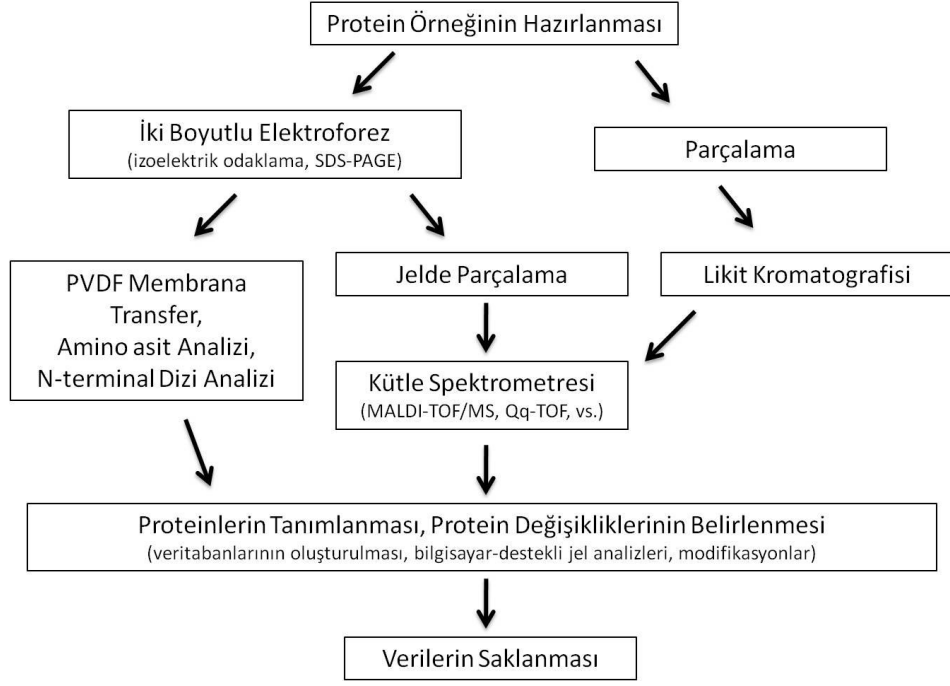 Protein Örneğinin Hazırlanması
İki Boyutlu Elektroforez
(izoelektrik odaklama, SDS-PAGE)
Parçalama
PVDF Membrana
Transfer,
Amino asit Analizi,
N-terminal Dizi Analizi
Jelde Parçalama
Likit Kromatografisi
Kütle Spektrometresi
(MALDI-TOF/MS, Qq-TOF, vs.)
Proteinlerin Tanımlanması, Protein Değişikliklerinin Belirlenmesi
(veritabanlarının oluşturulması, bilgisayar-destekli jel analizleri, modifikasyonlar)
Verilerin Saklanması